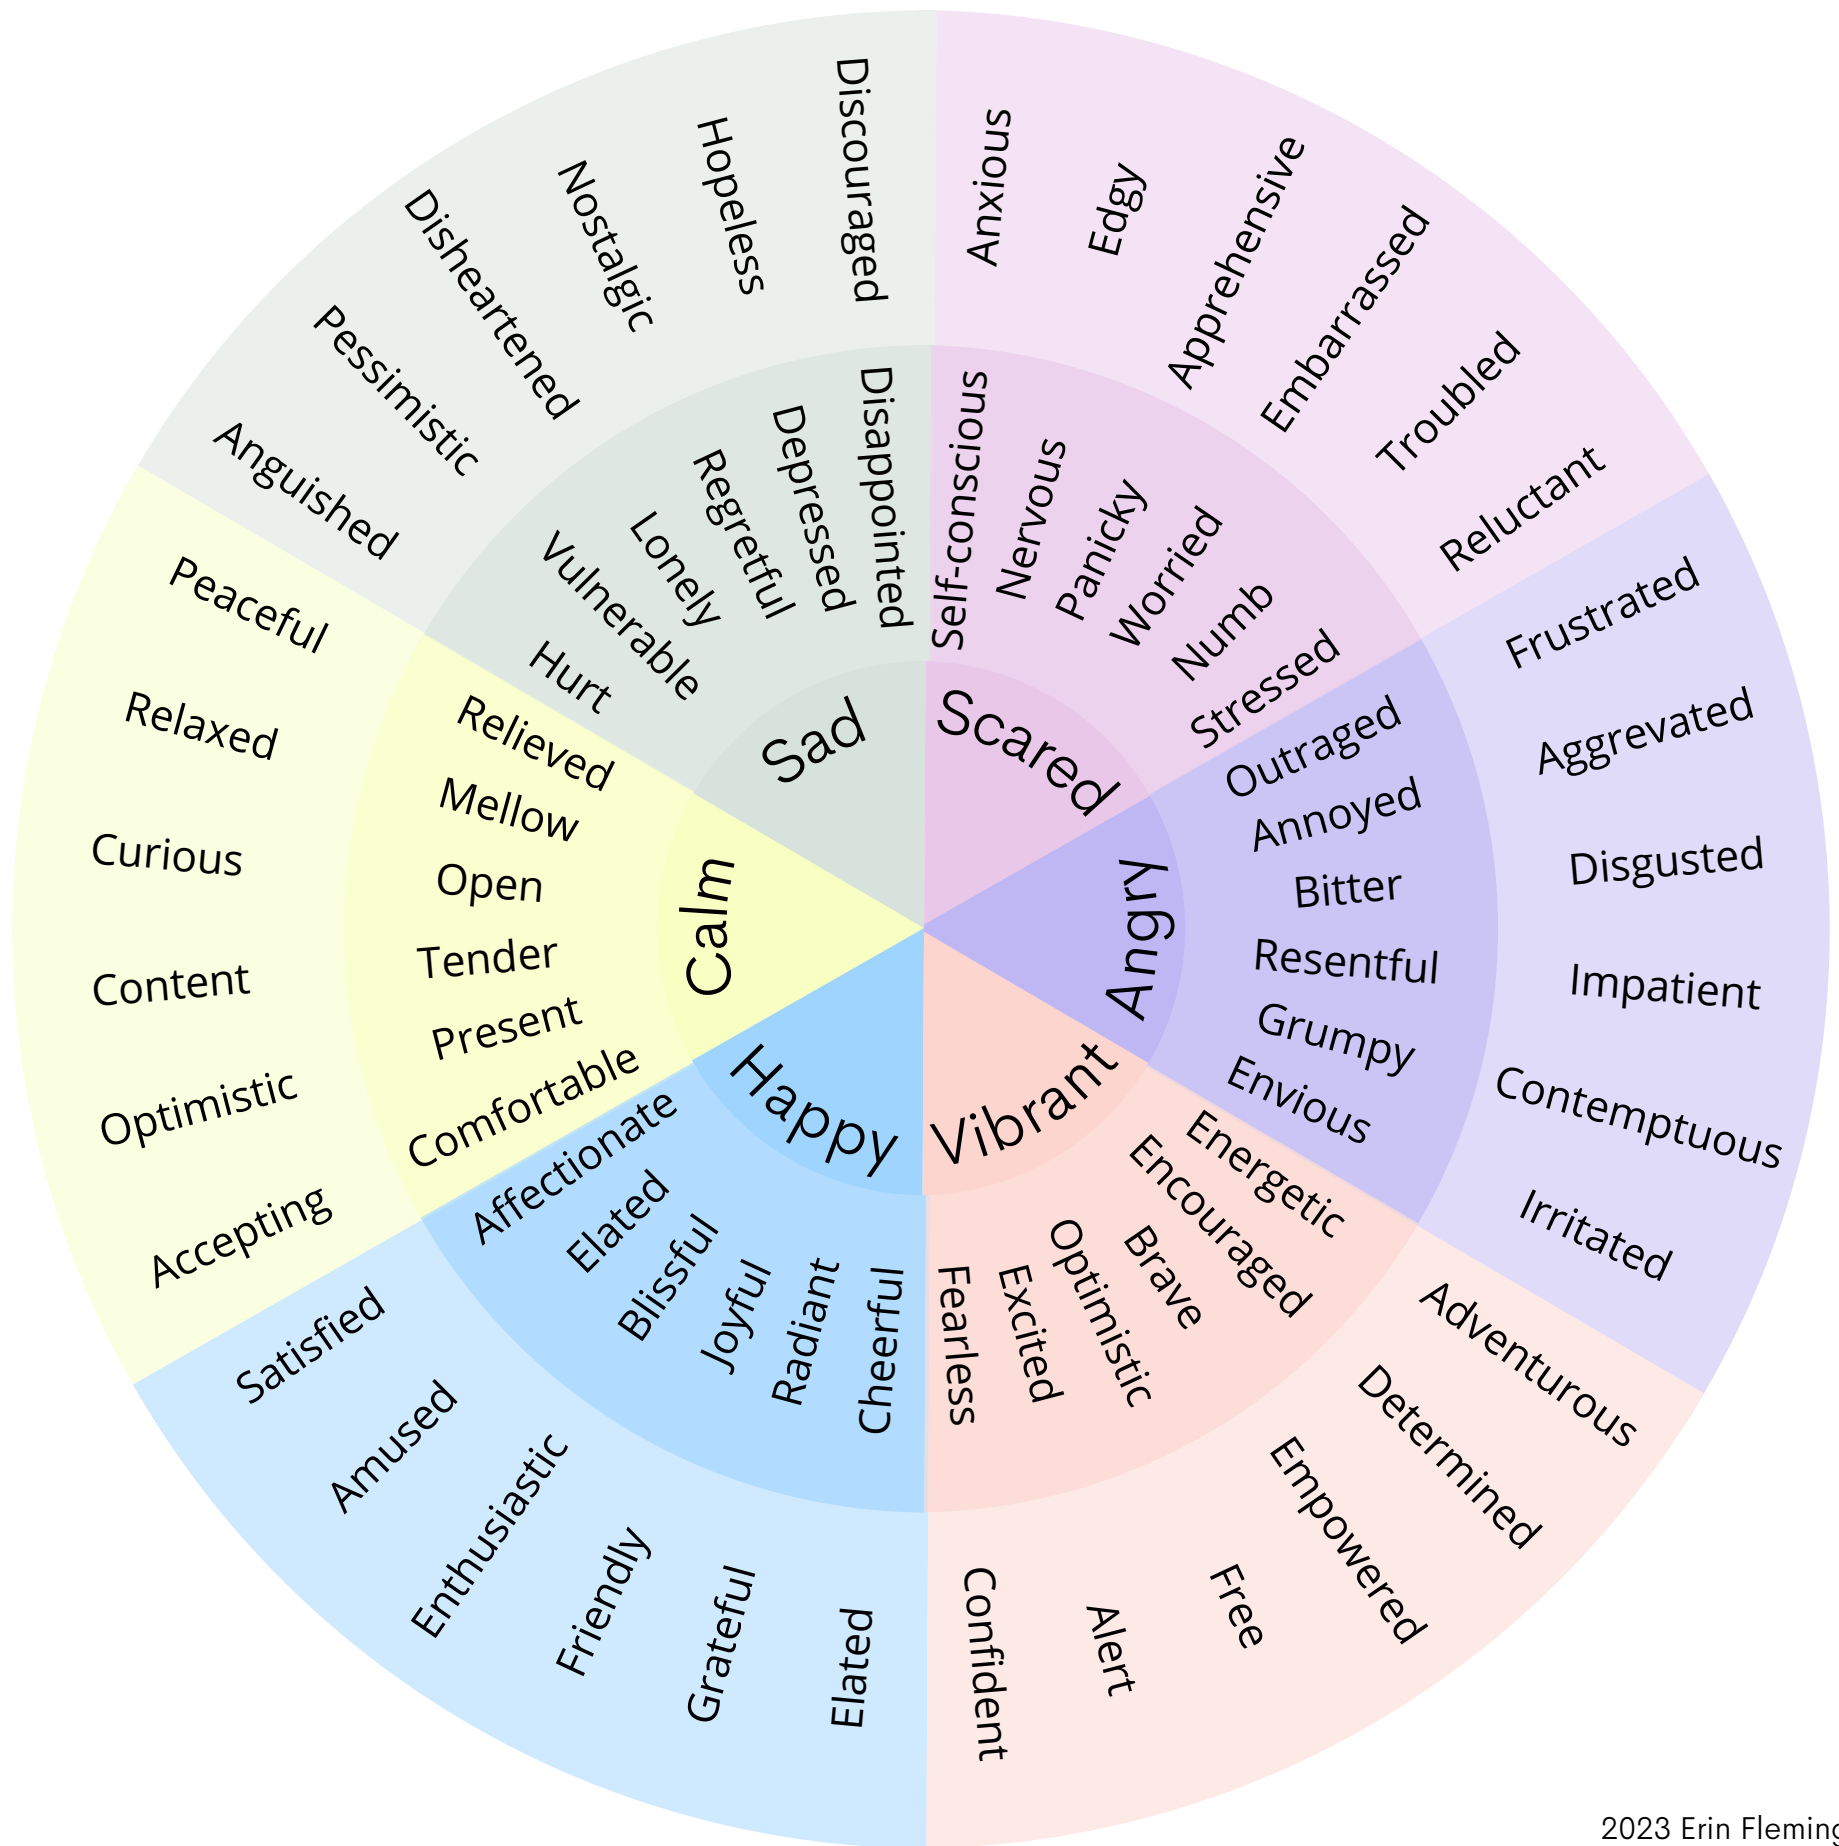 Sad
Scared
Angry
Vibrant
Happy
Calm
Hurt
Vulnerable
Lonely
Regretful
Depressed
Disappointed
Self-conscious
Nervous
Panicky
Worried
Numb
Stressed
Outraged
Annoyed
Bitter
Resentful
Grumpy
Envious
Energetic
Encouraged
Brave
Optimistic
Excited
Fearless
Cheerful
Radiant
Joyful
Blissful
Elated
Affectionate
Comfortable
Present
Tender
Open
Mellow
Relieved
Anguished
Pessimistic
Disheartened
Nostalgic
Hopeless
Discouraged
Anxious
Edgy
Apprehensive
Embarrassed
Troubled
Reluctant
Frustrated
Aggrevated
Disgusted
Impatient
Contemptuous
Irritated
Adventurous
Determined
Empowered
Free
Alert
Confident
Elated
Grateful
Friendly
Enthusiastic
Amused
Satisfied
Accepting
Optimistic
Content
Curious
Relaxed
Peaceful
2023 Erin Fleming